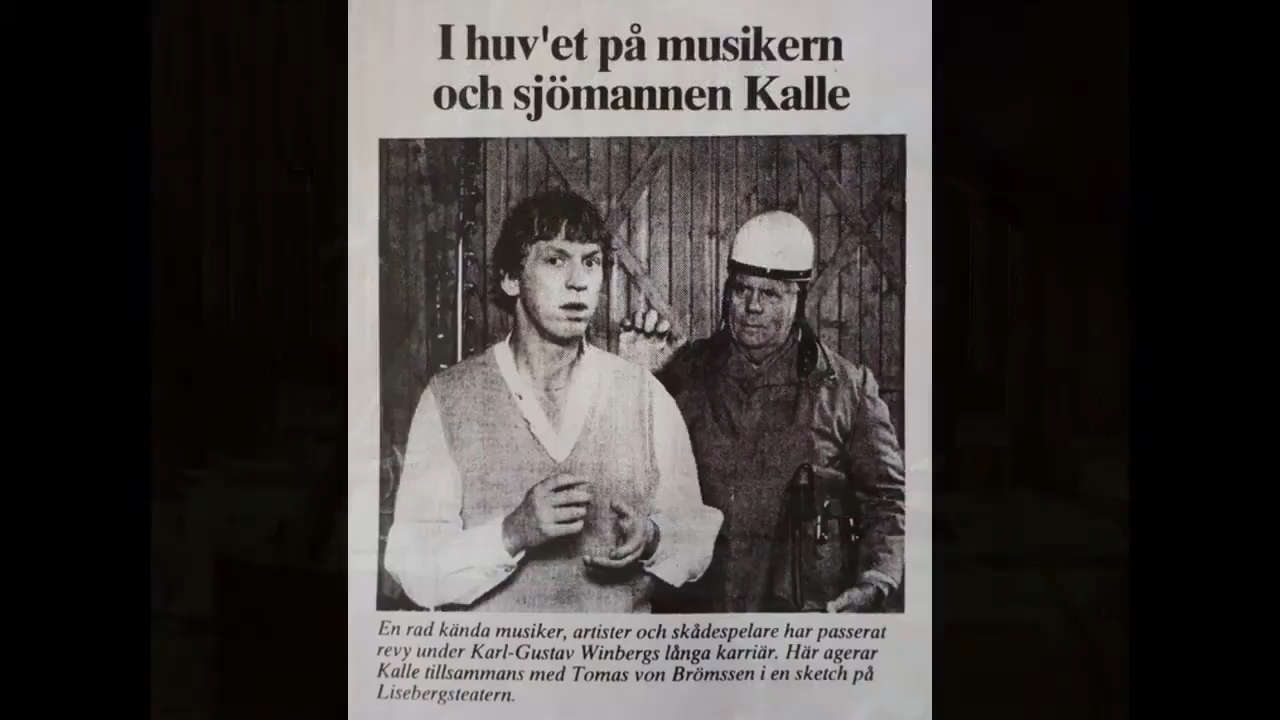 I huv'et på musikern
och sjömannen Kalle
En rad kända musiker, artister och skådespelare har passerat
revy under Karl-Gustav Winbergs långa karriär. Här agerar
Kalle tillsammans med Tomas von Brömssen i en sketch på
Lisebergsteatern.